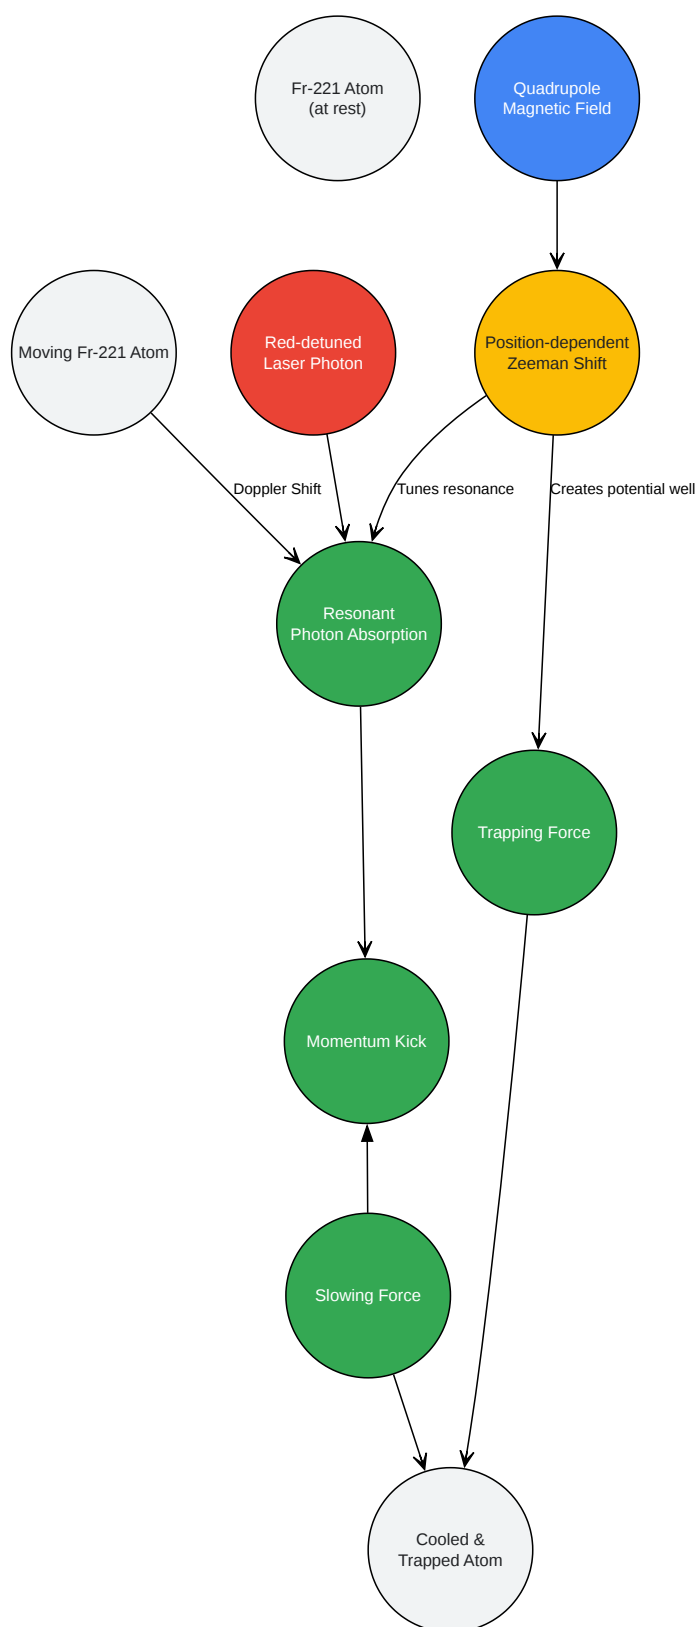 Fr-221 Atom
(at rest)
Quadrupole
Magnetic Field
Moving Fr-221 Atom
Red-detuned
Laser Photon
Position-dependent
Zeeman Shift
Doppler Shift
Tunes resonance
Creates potential well
Resonant
Photon Absorption
Trapping Force
Momentum Kick
Slowing Force
Cooled &
Trapped Atom